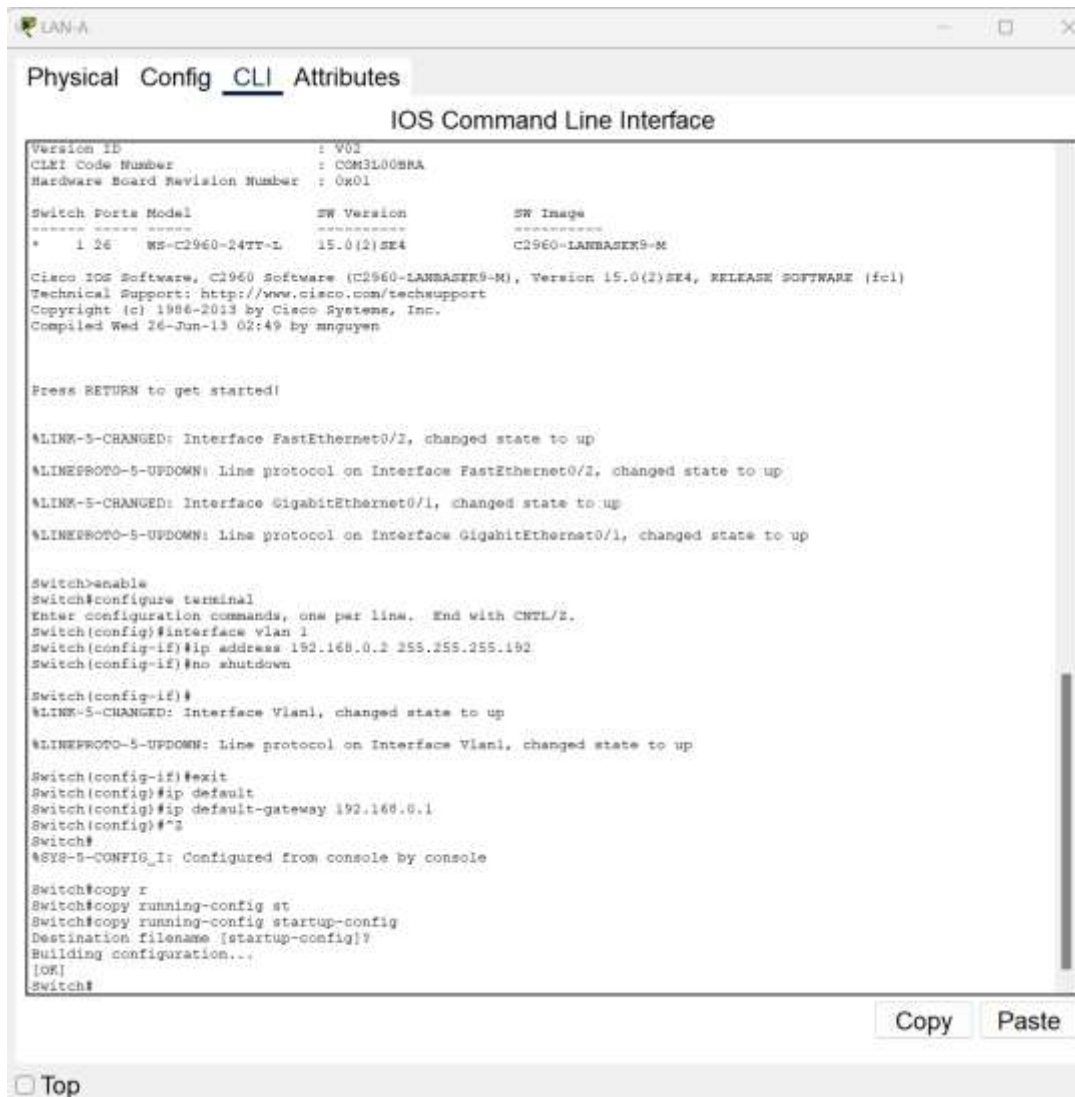 LAN-A
Physical Config CLI Attributes
IOS Command Line Interface
Version ID : V02
CLEI Code Number : COM3L00BRA
Hardware Board Revision Number : 0x01
Switch Ports Model SW Version SW Image
------ ----- ----- ---------- ----------
* 1 26 WS-C2960-24TT-L 15.0(2)SE4 C2960-LANBASEK9-M
Cisco IOS Software, C2960 Software (C2960-LANBASEK9-M), Version 15.0(2)SE4, RELEASE SOFTWARE (fc1)
Technical Support: http://www.cisco.com/techsupport
Copyright (c) 1986-2013 by Cisco Systems, Inc.
Compiled Wed 26-Jun-13 02:49 by mnguyen
Press RETURN to get started!
%LINK-5-CHANGED: Interface FastEthernet0/2, changed state to up
%LINEPROTO-5-UPDOWN: Line protocol on Interface FastEthernet0/2, changed state to up
%LINK-5-CHANGED: Interface GigabitEthernet0/1, changed state to up
%LINEPROTO-5-UPDOWN: Line protocol on Interface GigabitEthernet0/1, changed state to up
Switch>enable
Switch#configure terminal
Enter configuration commands, one per line. End with CNTL/Z.
Switch(config)#interface vlan 1
Switch(config-if)#ip address 192.168.0.2 255.255.255.192
Switch(config-if)#no shutdown
Switch(config-if)#
%LINK-5-CHANGED: Interface Vlan1, changed state to up
%LINEPROTO-5-UPDOWN: Line protocol on Interface Vlan1, changed state to up
Switch(config-if)#exit
Switch(config)#ip default
Switch(config)#ip default-gateway 192.168.0.1
Switch(config)#^Z
Switch#
%SYS-5-CONFIG_I: Configured from console by console
Switch#copy r
Switch#copy running-config st
Switch#copy running-config startup-config
Destination filename [startup-config]?
Building configuration...
[OK]
Switch#
Copy Paste
Top